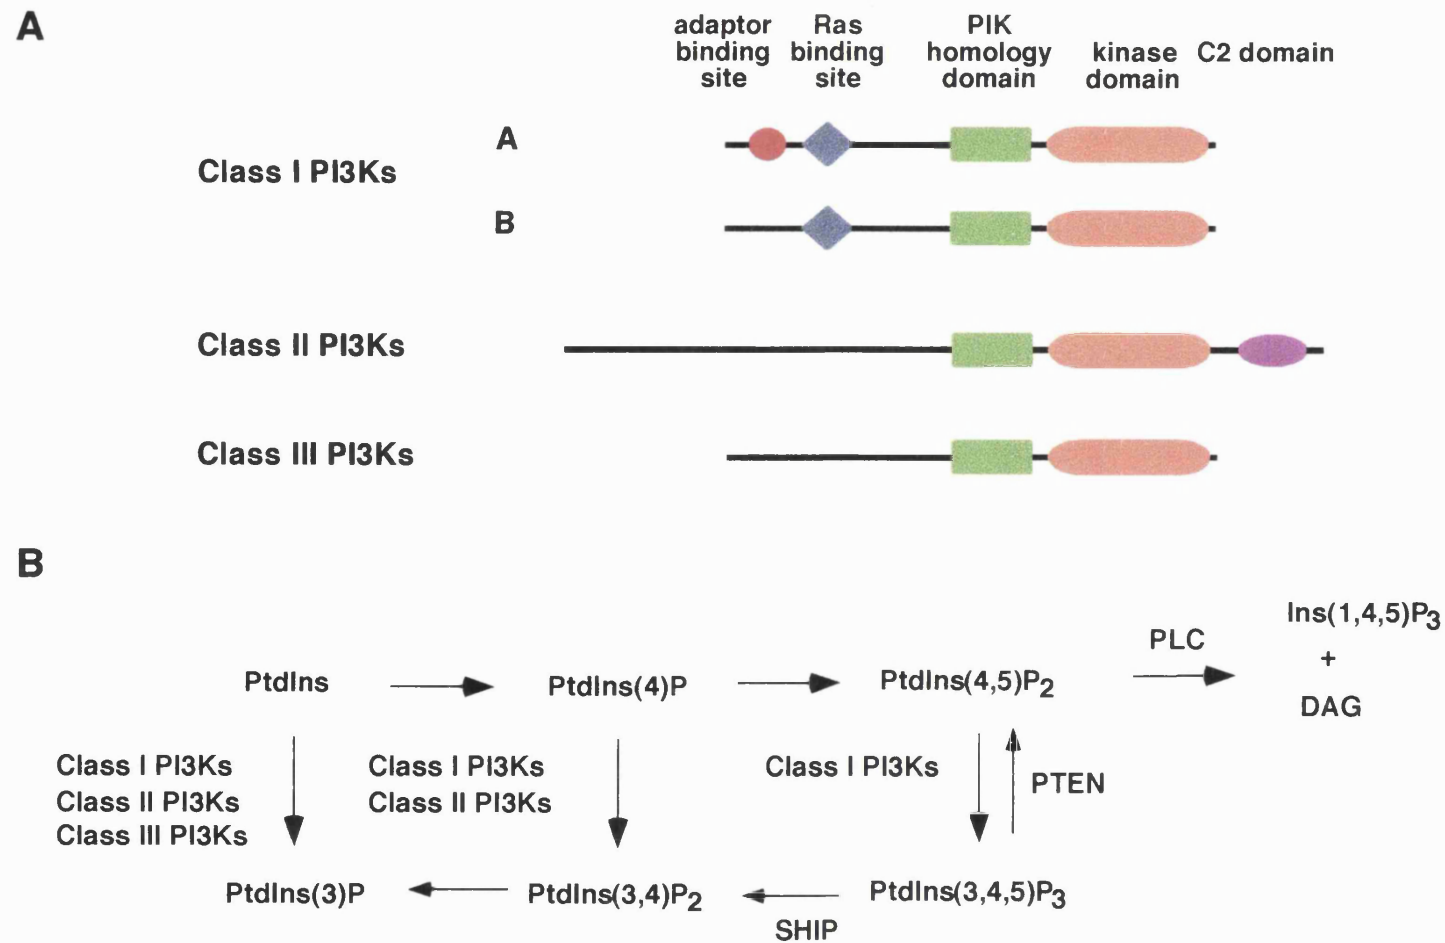 A
adaptor
binding
site
Ras
binding
site
PIK
homology
domain
kinase
domain
C2 domain
Class I PI3Ks
A
B
Class II PI3Ks
Class III PI3Ks
B
PtdIns
PtdIns(4)P
PtdIns(4,5)P2
PLC
Ins(1,4,5)P3
+
DAG
Class I PI3Ks
Class II PI3Ks
Class III PI3Ks
Class I PI3Ks
Class II PI3Ks
Class I PI3Ks
PTEN
PtdIns(3)P
PtdIns(3,4)P2
SHIP
PtdIns(3,4,5)P3